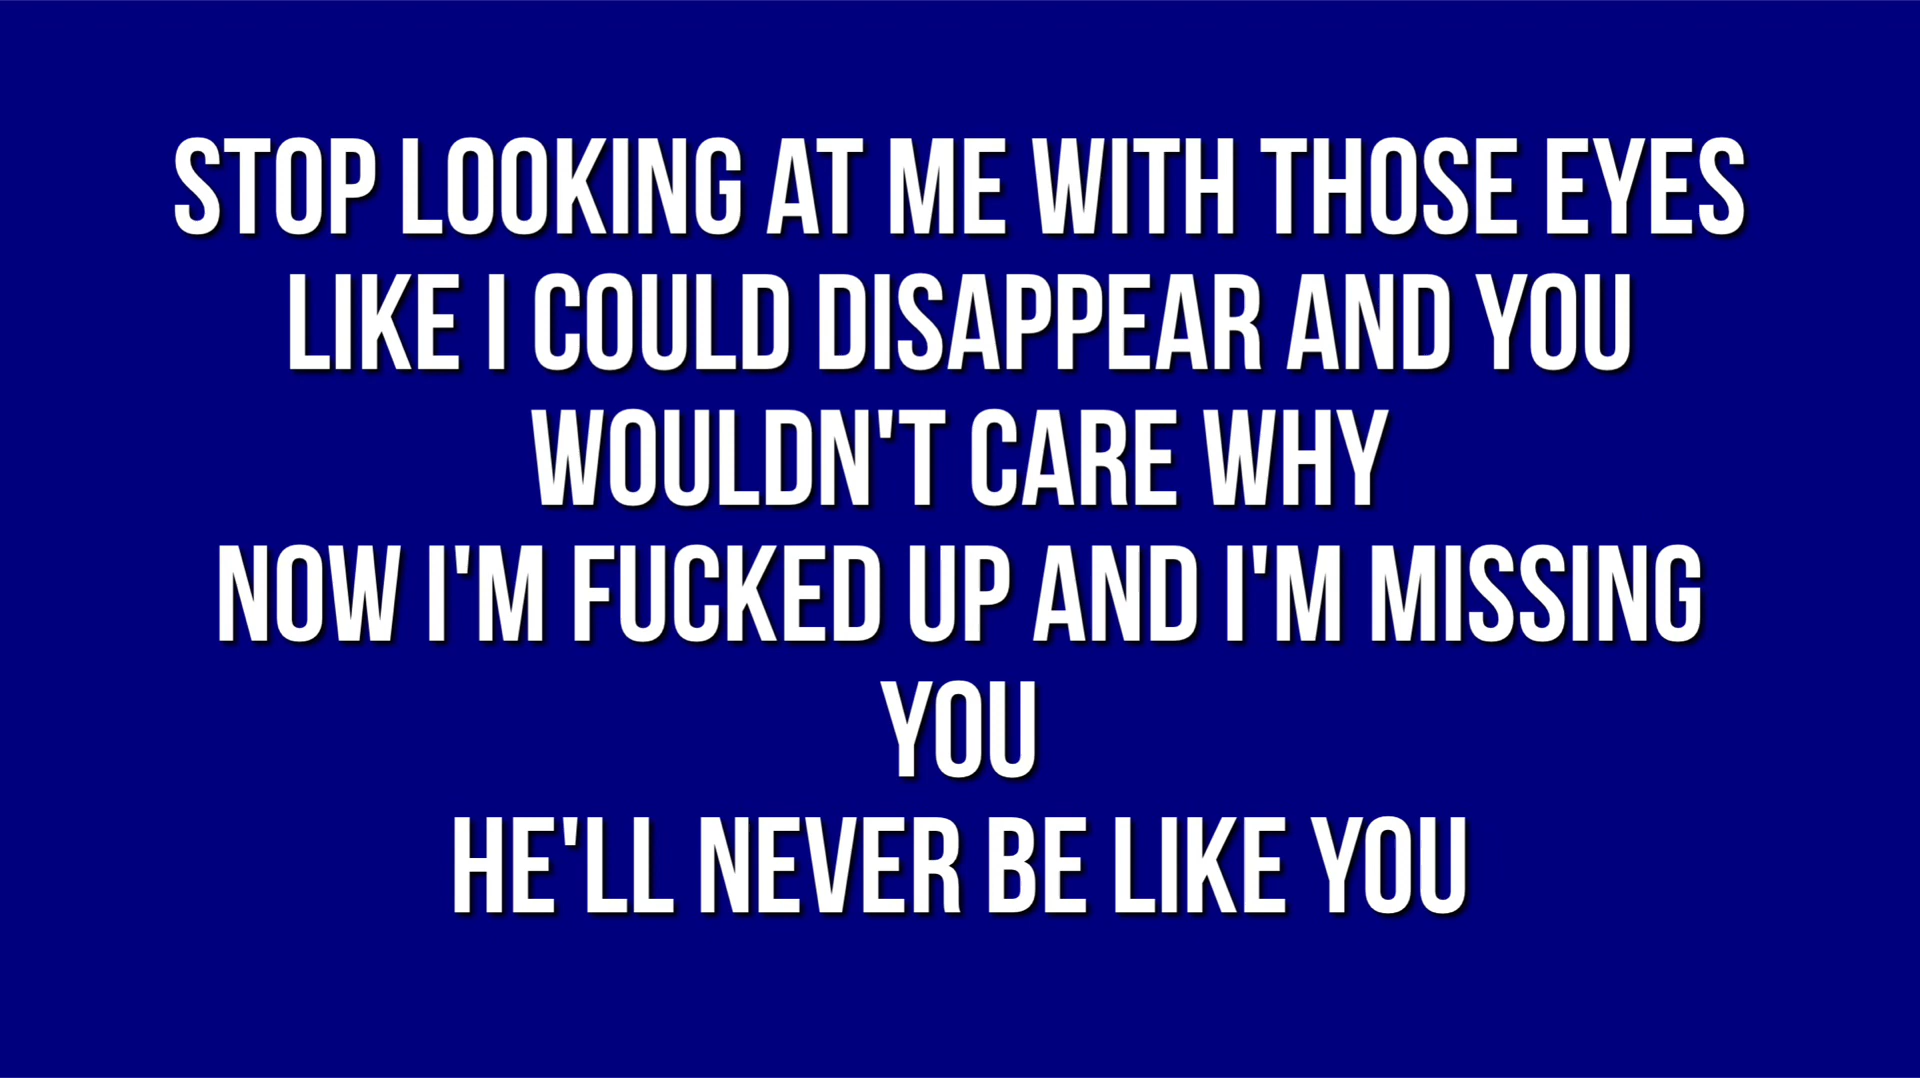 STOP LOOKING AT ME WITH THOSE EYES
LIKE I COULD DISAPPEAR AND YOU
WOULDN'T CARE WHY
NOW I'M FUCKED UP AND I'M MISSING
YOU
HE'LL NEVER BE LIKE YOU